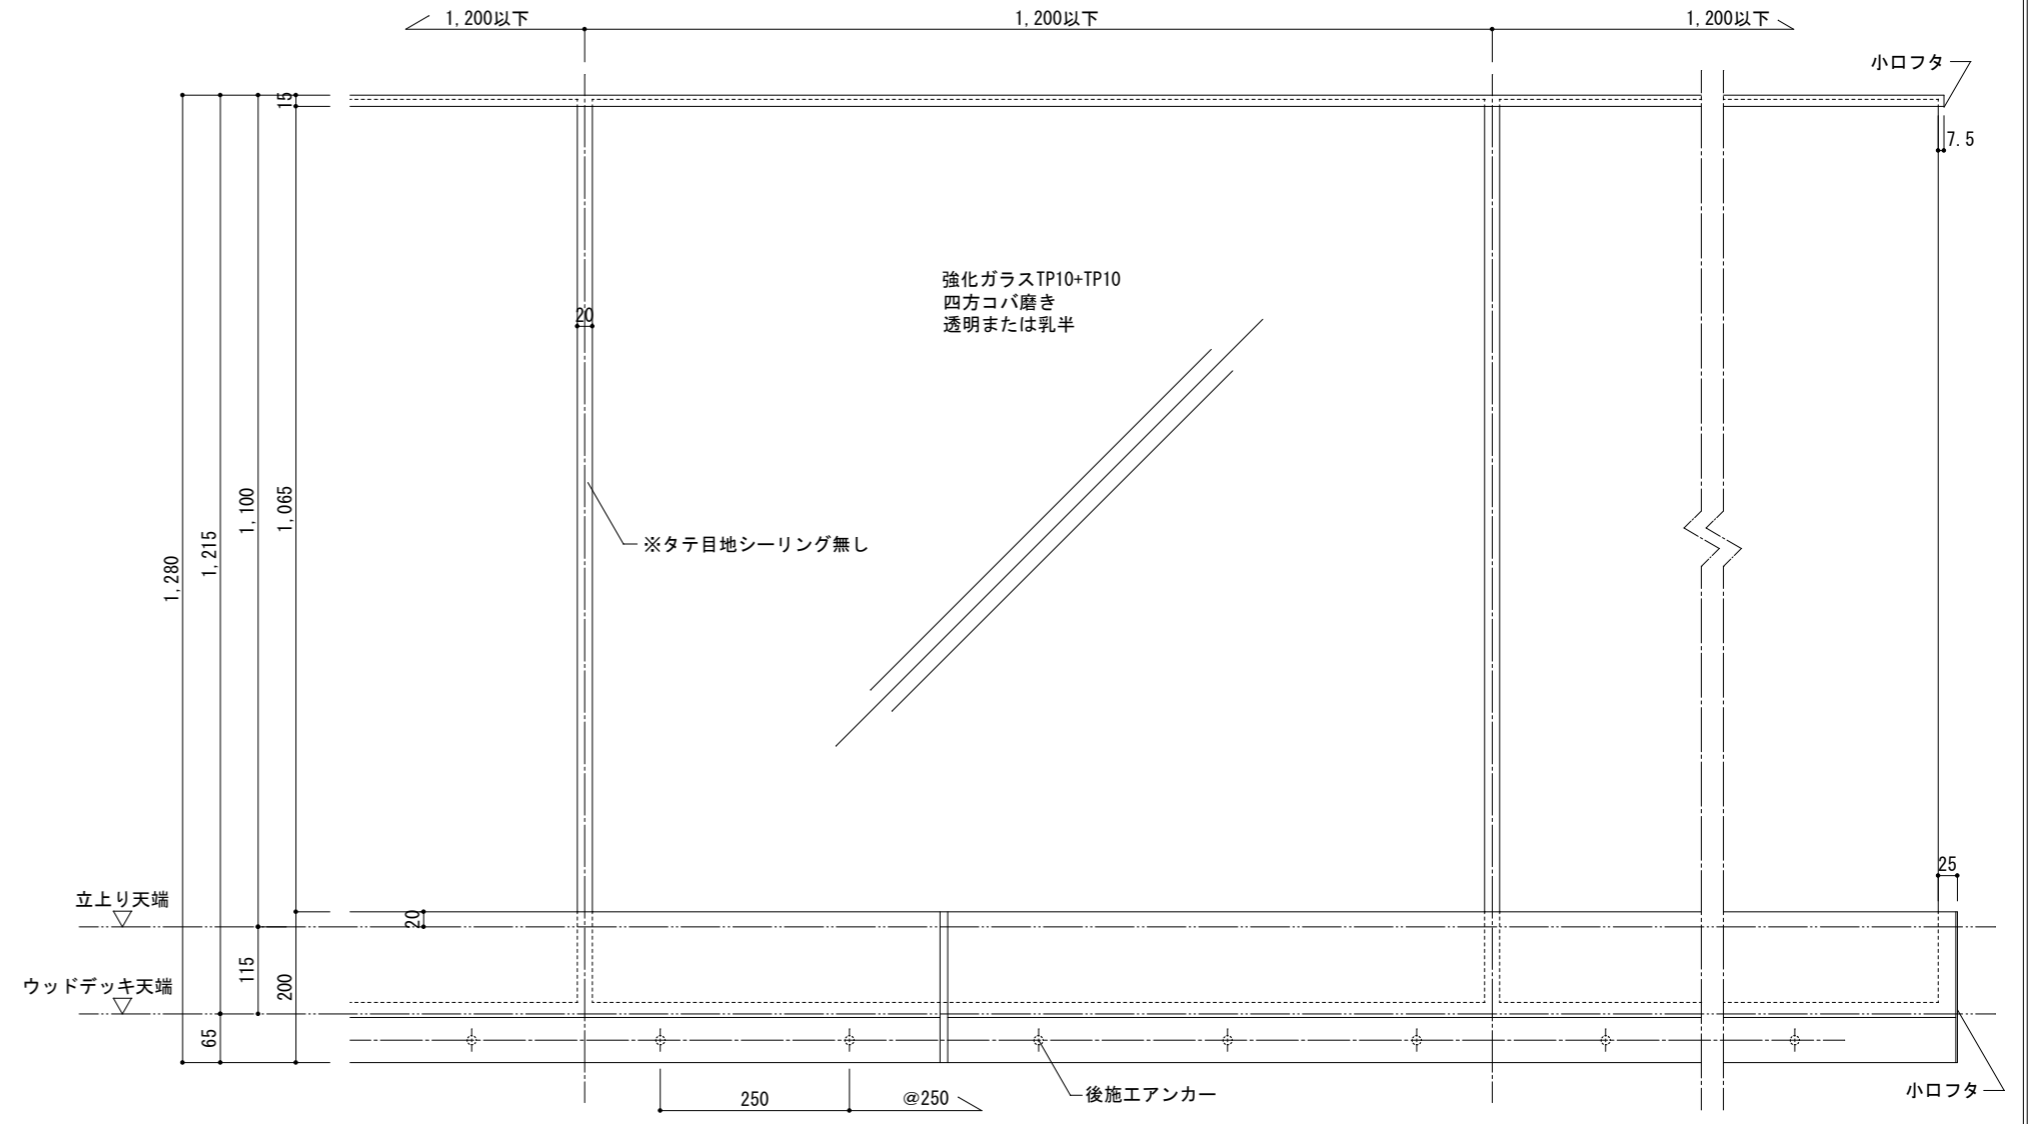 1,200以下
1,200以下
1,200以下
小口フタ
15
7.5
強化ガラスTP10+TP10
四方コバ磨き
透明または乳半
20
1,280
1,215
1,100
1,065
※タテ目地シーリング無し
25
立上り天端
20
115
200
ウッドデッキ天端
65
250
@250
後施工アンカー
小口フタ